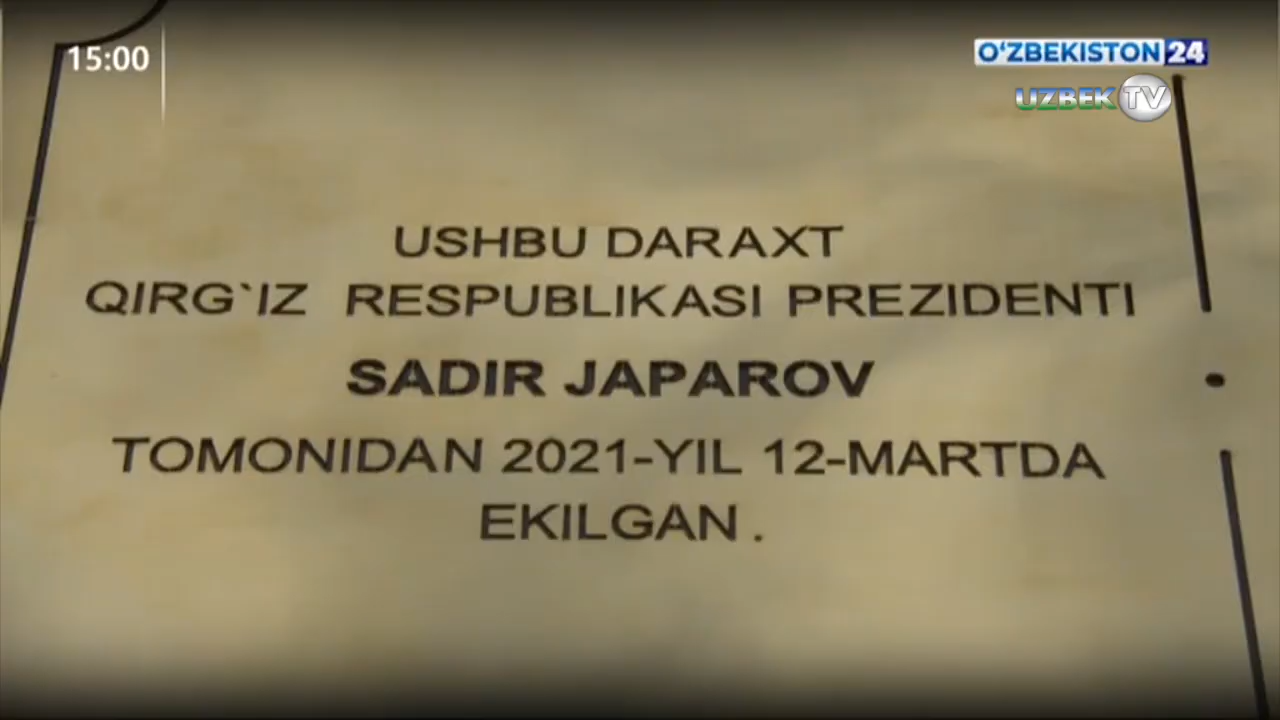 15:00
O‘ZBEKISTON 24
UZBEK TV
USHBU DARAXT
QIRG`IZ RESPUBLIKASI PREZIDENTI
SADIR JAPAROV
TOMONIDAN 2021-YIL 12-MARTDA
EKILGAN.